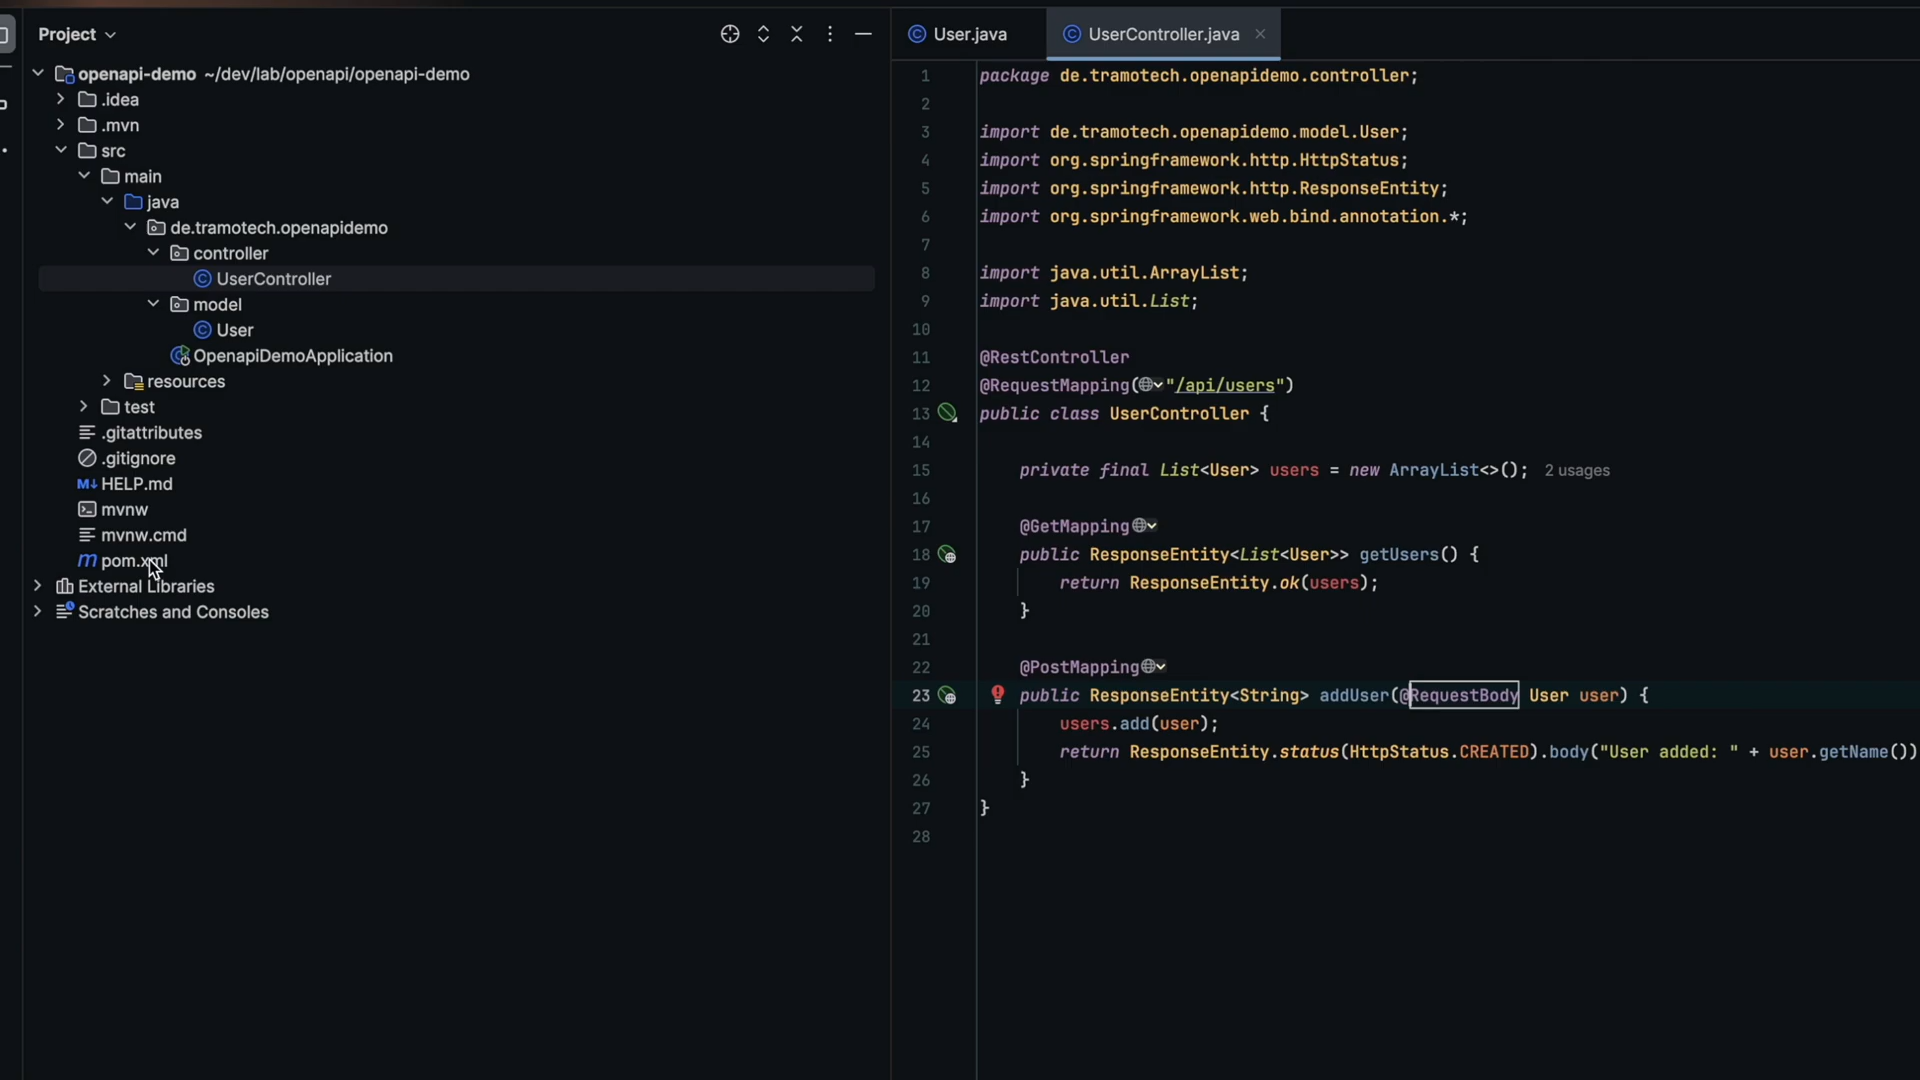 Project
openapi-demo ~/dev/lab/openapi/openapi-demo
.idea
.mvn
src
main
java
de.tramotech.openapidemo
controller
UserController
model
User
OpenapiDemoApplication
resources
test
.gitattributes
.gitignore
M↓ HELP.md
mvnw
mvnw.cmd
m pom.xml
External Libraries
Scratches and Consoles
User.java
UserController.java
1 package de.tramotech.openapidemo.controller;
2
3 import de.tramotech.openapidemo.model.User;
4 import org.springframework.http.HttpStatus;
5 import org.springframework.http.ResponseEntity;
6 import org.springframework.web.bind.annotation.*;
7
8 import java.util.ArrayList;
9 import java.util.List;
10
11 @RestController
12 @RequestMapping("/api/users")
13 public class UserController {
14
15 private final List<User> users = new ArrayList<>(); 2 usages
16
17 @GetMapping
18 public ResponseEntity<List<User>> getUsers() {
19 return ResponseEntity.ok(users);
20 }
21
22 @PostMapping
23 public ResponseEntity<String> addUser(@RequestBody User user) {
24 users.add(user);
25 return ResponseEntity.status(HttpStatus.CREATED).body("User added: " + user.getName())
26 }
27 }
28